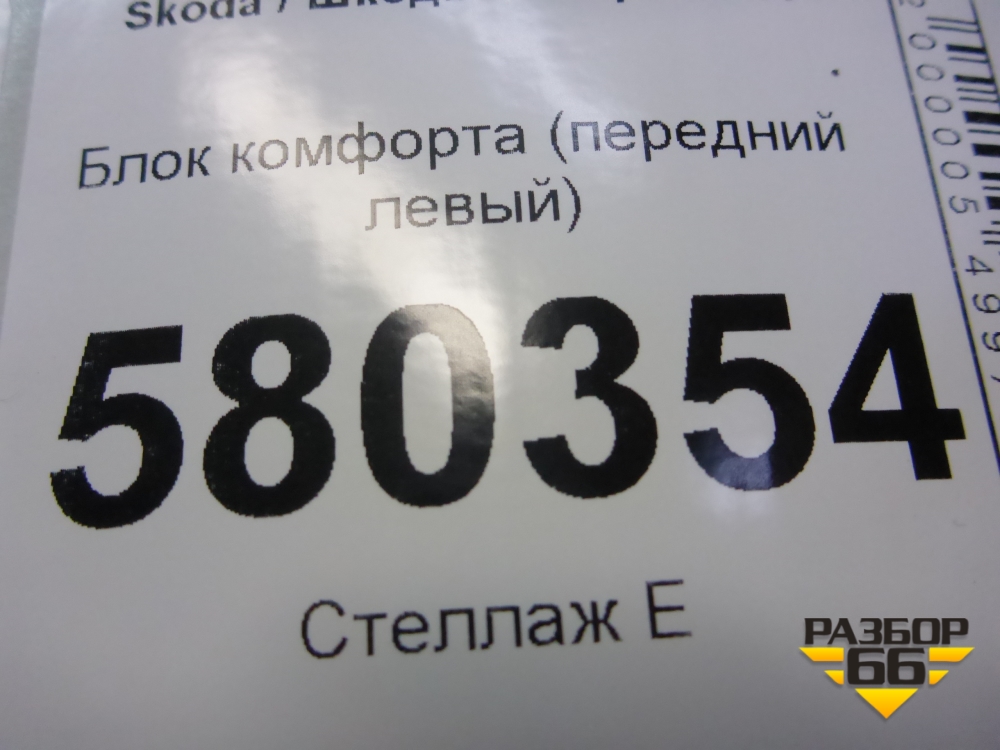 Skoda /
Блок комфорта (передний
левый)
580354
Стеллаж Е
РАЗБОР
66